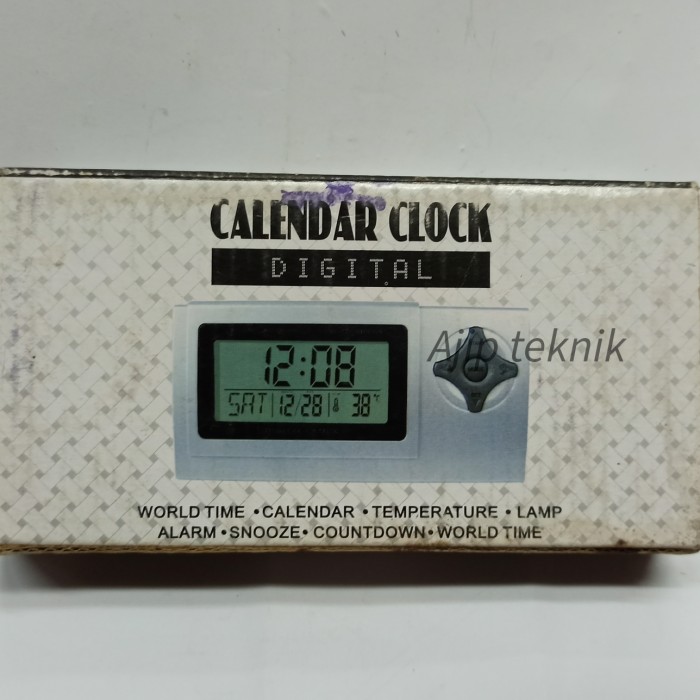 CALENDAR CLOCK
DIGITAL
12:08
SAT 12/28 38°C
Ajip teknik
WORLD TIME • CALENDAR • TEMPERATURE • LAMP
ALARM • SNOOZE • COUNTDOWN • WORLD TIME